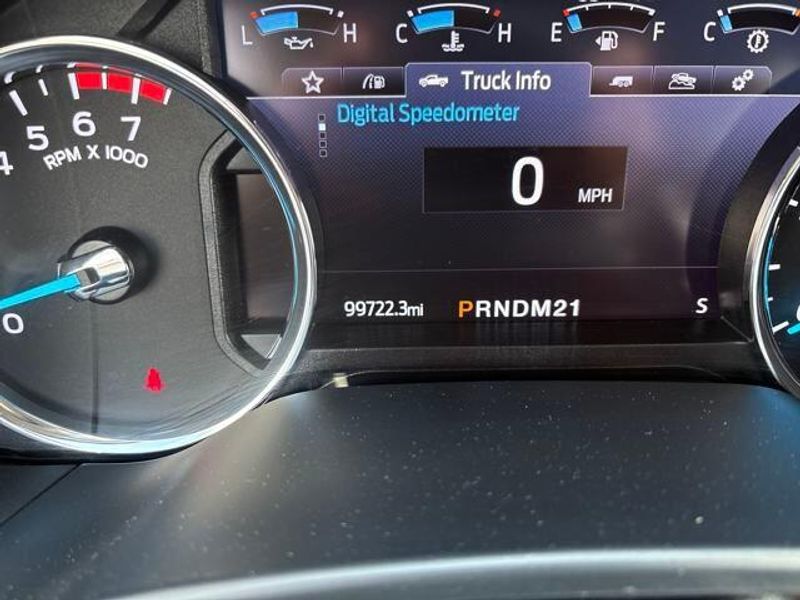 L H C H E F C
Truck Info
Digital Speedometer
0 MPH
4 5 6 7
RPM X 1000
0
99722.3mi PRNDM21 S